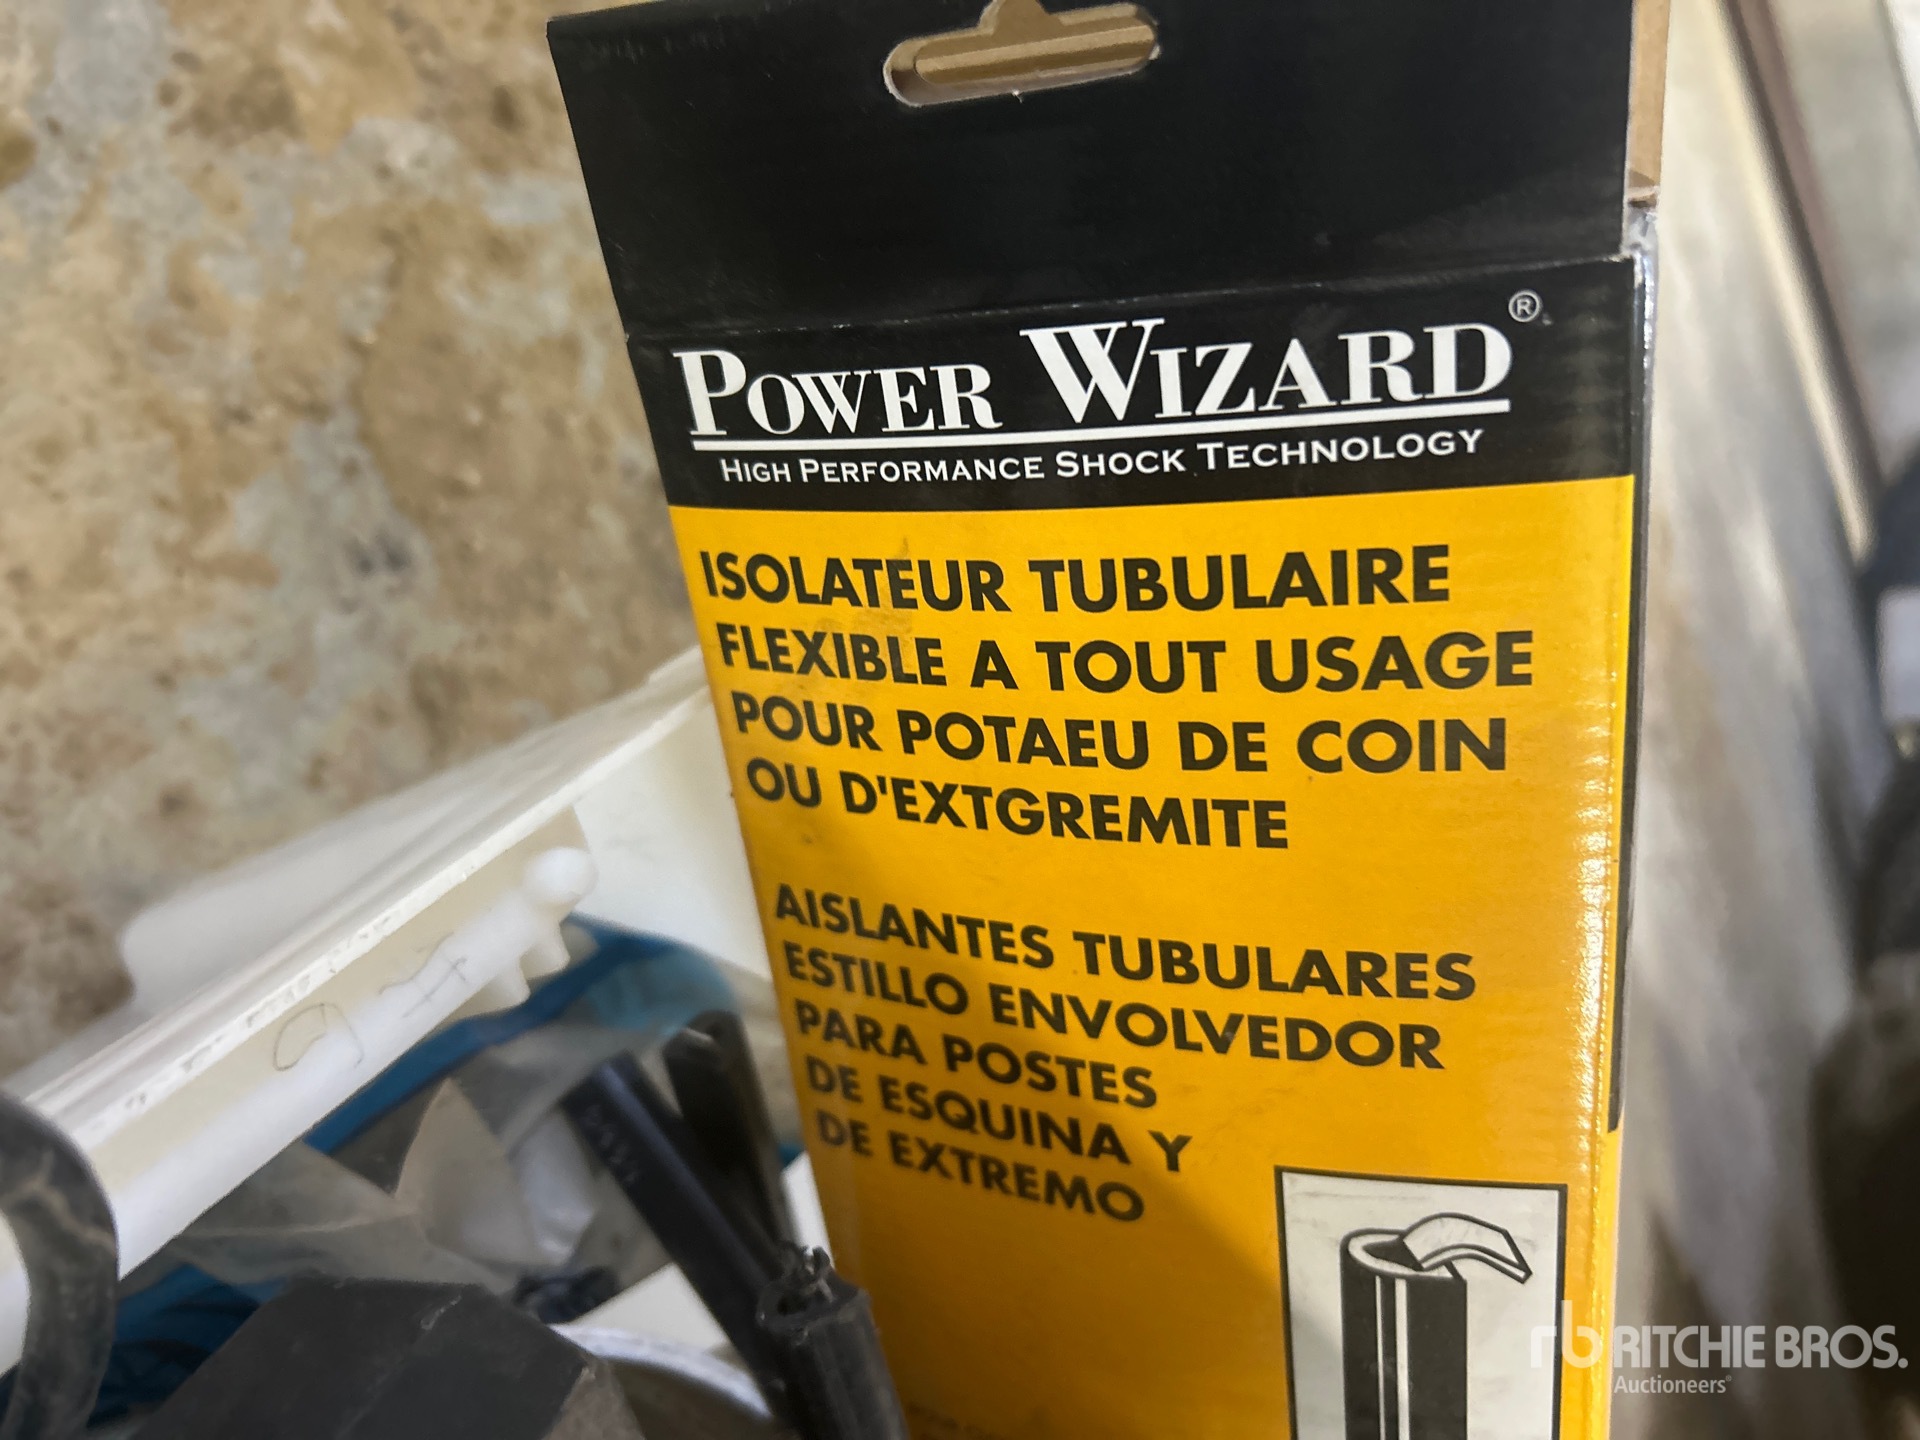 POWER WIZARD®
HIGH PERFORMANCE SHOCK TECHNOLOGY
ISOLATEUR TUBULAIRE
FLEXIBLE A TOUT USAGE
POUR POTAEU DE COIN
OU D'EXTGREMITE
AISLANTES TUBULARES
ESTILLO ENVOLVEDOR
PARA POSTES
DE ESQUINA Y
DE EXTREMO
rb RITCHIE BROS.
Auctioneers